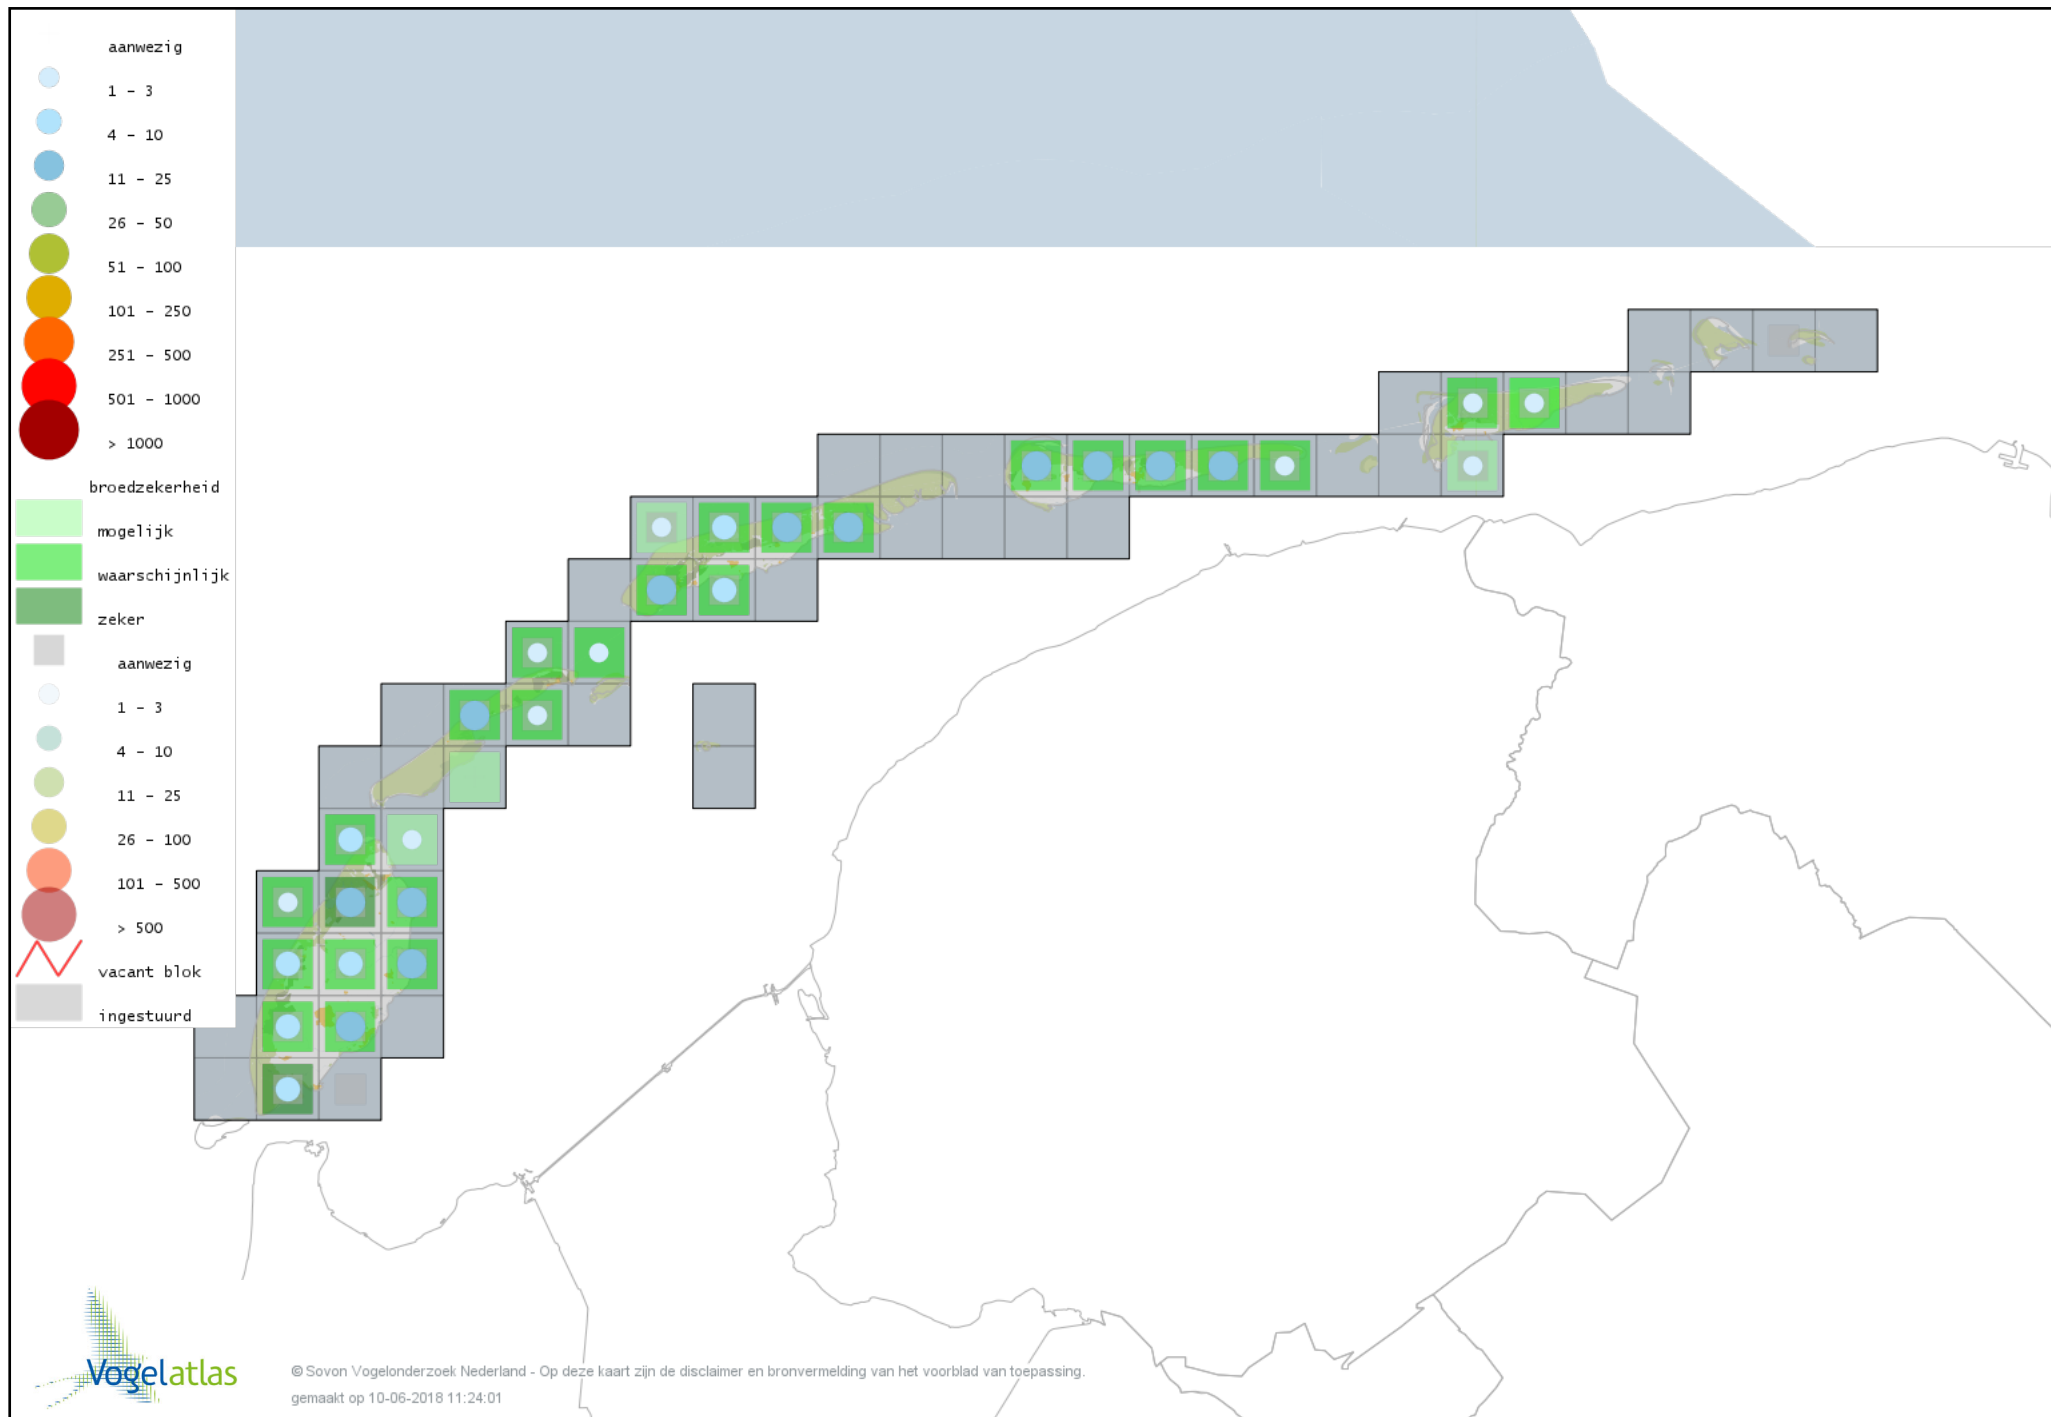 aanwezig
1 - 3
4 - 10
11 - 25
26 - 50
51 - 100
101 - 250
251 - 500
501 - 1000
> 1000
broedzekerheid
mogelijk
waarschijnlijk
zeker
aanwezig
1 - 3
4 - 10
11 - 25
26 - 100
101 - 500
> 500
vacant blok
ingestuurd
Vogelatlas
© Sovon Vogelonderzoek Nederland - Op deze kaart zijn de disclaimer en bronvermelding van het voorblad van toepassing.
gemaakt op 10-06-2018 11:24:01